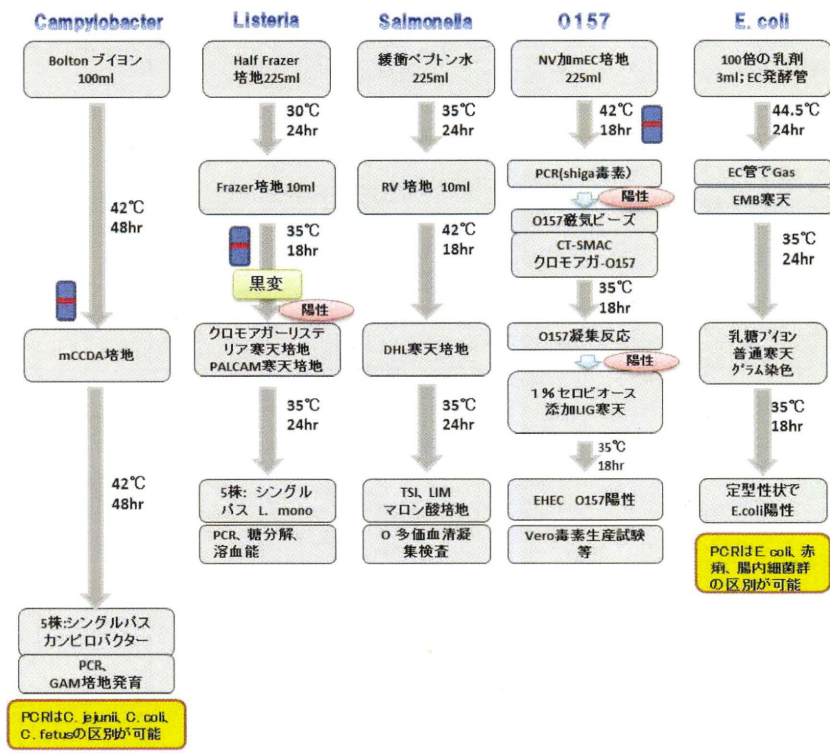 Campylobacter
Bolton ブイヨン
100ml
42℃
48hr
mCCDA培地
42℃
48hr
5株:シングルパス
カンピロバクター
PCR、
GAM培地発育
PCRはC. jejunii、C. coli、
C. fetusの区別が可能
Listeria
Half Frazer
培地225ml
30℃
24hr
Frazer培地10ml
35℃
18hr
黒変
陽性
クロモアガーリステ
リア寒天培地
PALCAM寒天培地
35℃
24hr
5株: シングル
パス L. mono
PCR、糖分解、
溶血能
Salmonella
緩衝ペプトン水
225ml
35℃
24hr
RV 培地 10ml
42℃
18hr
DHL寒天培地
35℃
24hr
TSI、LIM
マロン酸培地
O 多価血清凝
集検査
O157
NV加mEC培地
225ml
42℃
18hr
PCR(shiga毒素）
陽性
O157磁気ビーズ
CT-SMAC
クロモアガ-O157
35℃
18hr
O157凝集反応
陽性
1％セロビオース
添加LIG寒天
35℃
18hr
EHEC O157陽性
Vero毒素生産試験
等
E. coli
100倍の乳剤
3ml; EC発酵管
44.5℃
24hr
EC管でGas
EMB寒天
35℃
24hr
乳糖ブイヨン
普通寒天
グラム染色
35℃
18hr
定型性状で
E.coli陽性
PCRはE. coli、赤
痢、腸内細菌群
の区別が可能